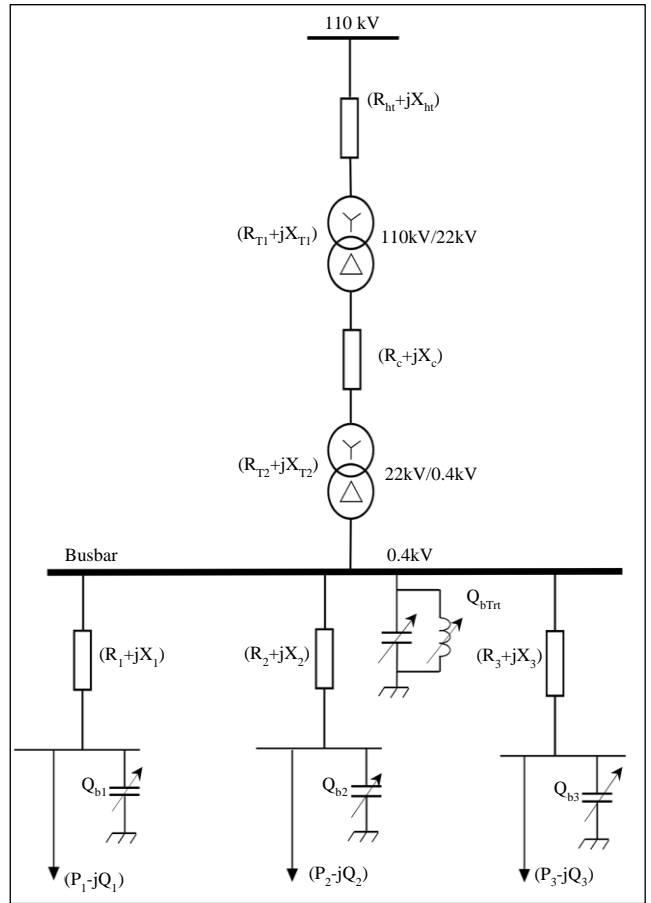 110 kV
(R_ht+jX_ht)
(R_T1+jX_T1)
110kV/22kV
(R_c+jX_c)
(R_T2+jX_T2)
22kV/0.4kV
Busbar
0.4kV
Q_bTrt
(R_1+jX_1)
(R_2+jX_2)
(R_3+jX_3)
Q_b1
Q_b2
Q_b3
(P_1-jQ_1)
(P_2-jQ_2)
(P_3-jQ_3)